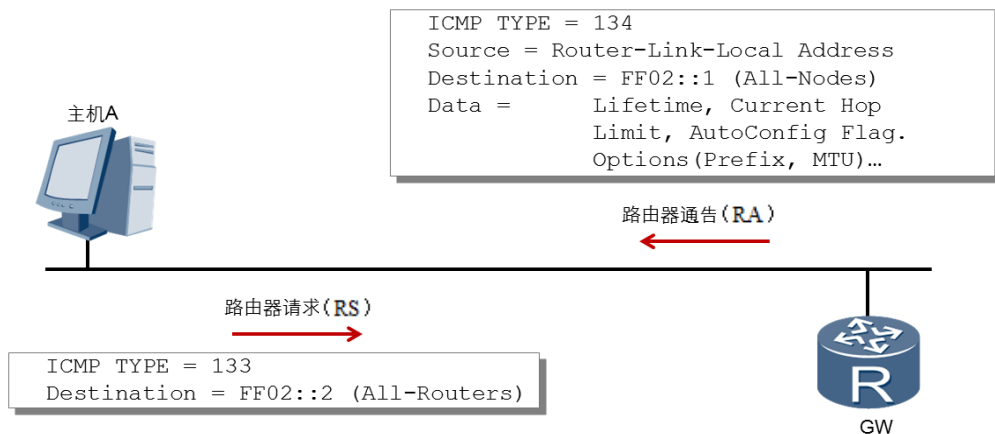 ICMP TYPE = 134
Source = Router-Link-Local Address
Destination = FF02::1 (All-Nodes)
Data = Lifetime, Current Hop
Limit, AutoConfig Flag.
Options(Prefix, MTU)…
主机A
路由器通告(RA)
路由器请求(RS)
ICMP TYPE = 133
Destination = FF02::2 (All-Routers)
R
GW